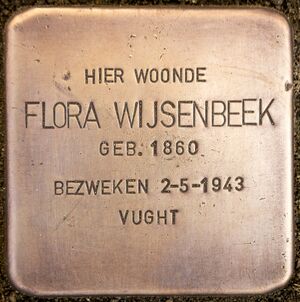 HIER WOONDE
FLORA WIJSENBEEK
GEB. 1860
BEZWEKEN 2-5-1943
VUGHT